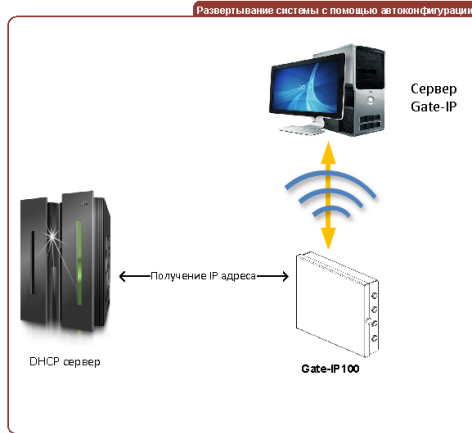 Развертывание системы с помощью автоконфигурации
Сервер
Gate-IP
Получение IP адреса
DHCP сервер
Gate-IP100